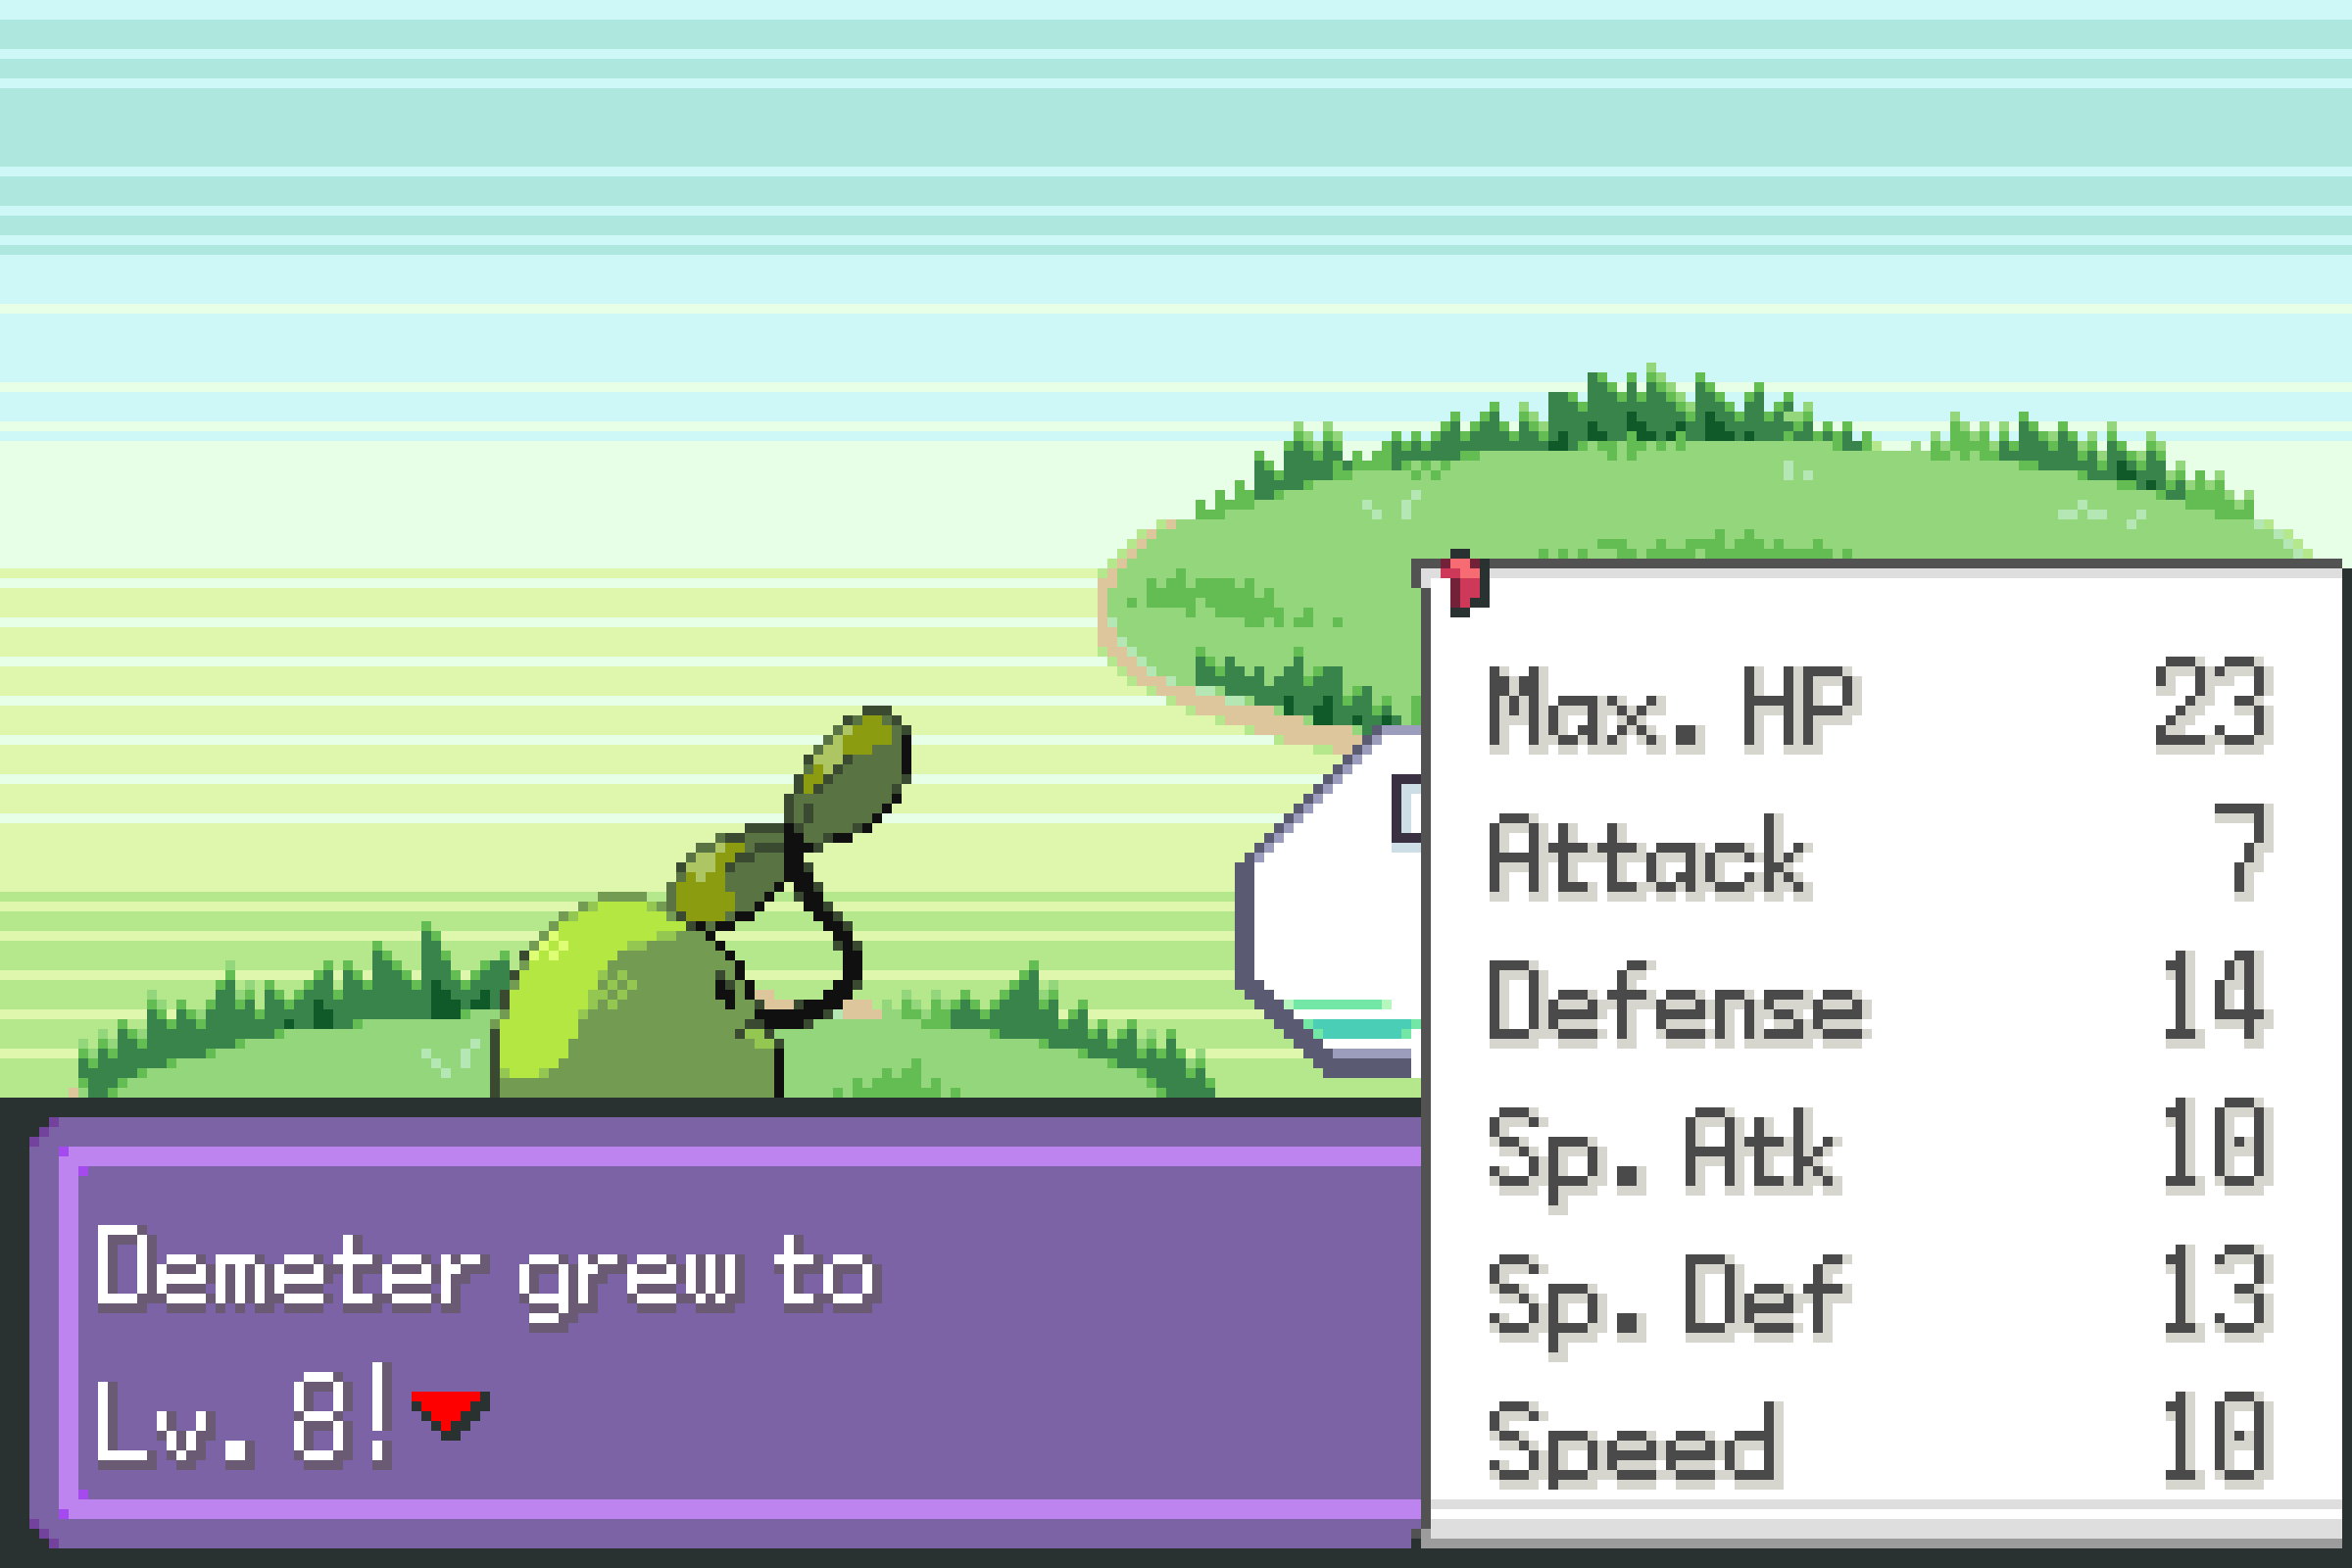 Max. HP 23
Attack 7
Defense 14
Sp. Atk 10
Sp. Def 13
Speed 10
Demeter grew to
Lv. 8!